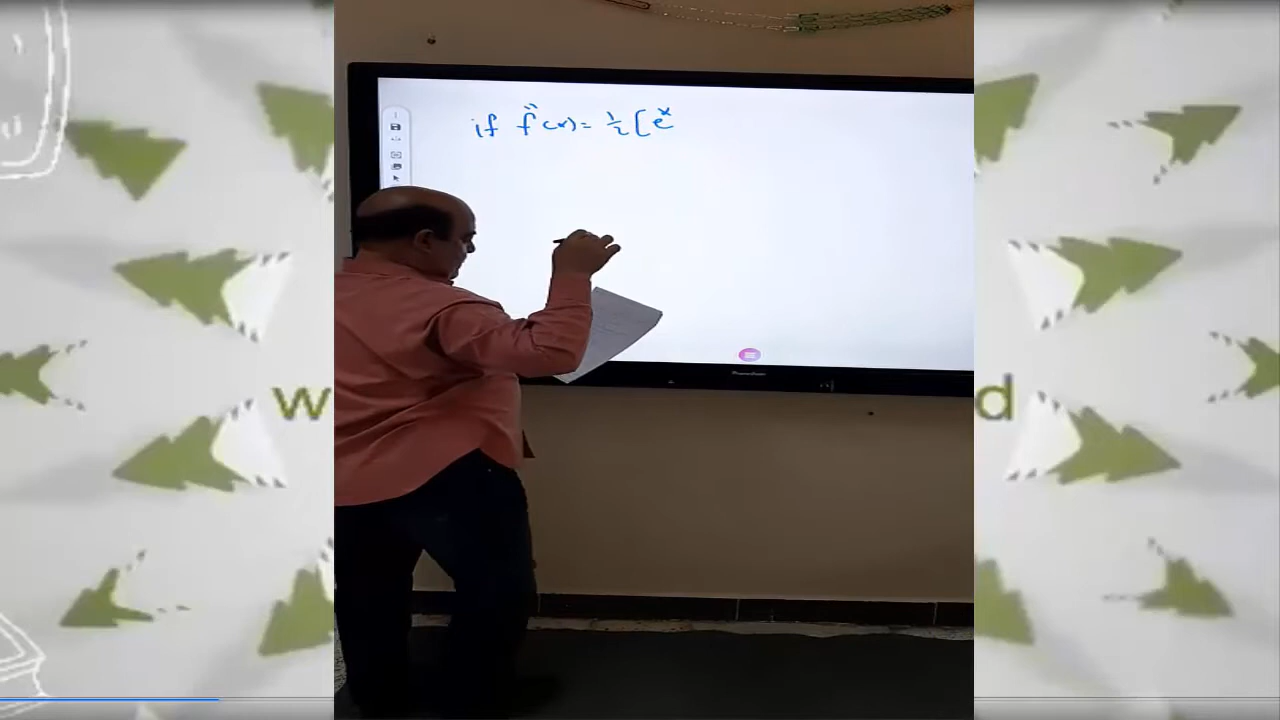 if f''(x) = 1/2 [e^x
w
d